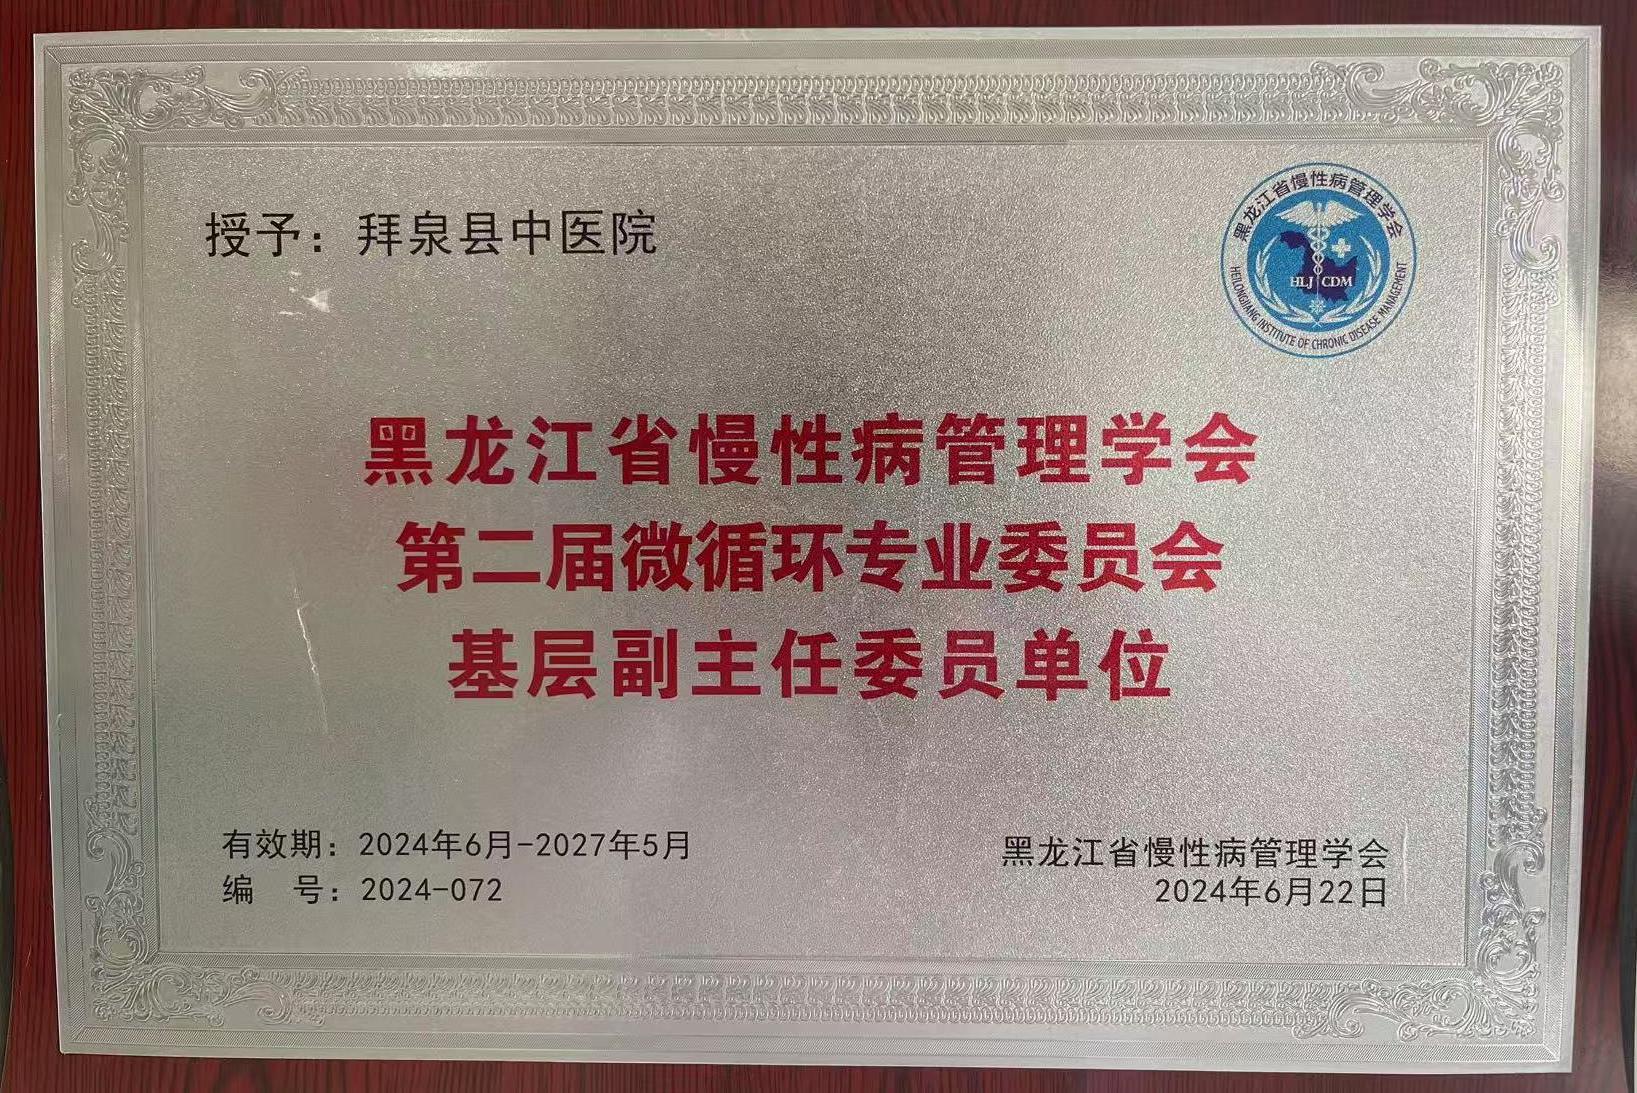 授予：拜泉县中医院
黑龙江省慢性病管理学会
HLJ CDM
HEILONGJIANG INSTITUTE OF CHRONIC DISEASE MANAGEMENT
黑龙江省慢性病管理学会
第二届微循环专业委员会
基层副主任委员单位
有效期：2024年6月-2027年5月
编 号：2024-072
黑龙江省慢性病管理学会
2024年6月22日